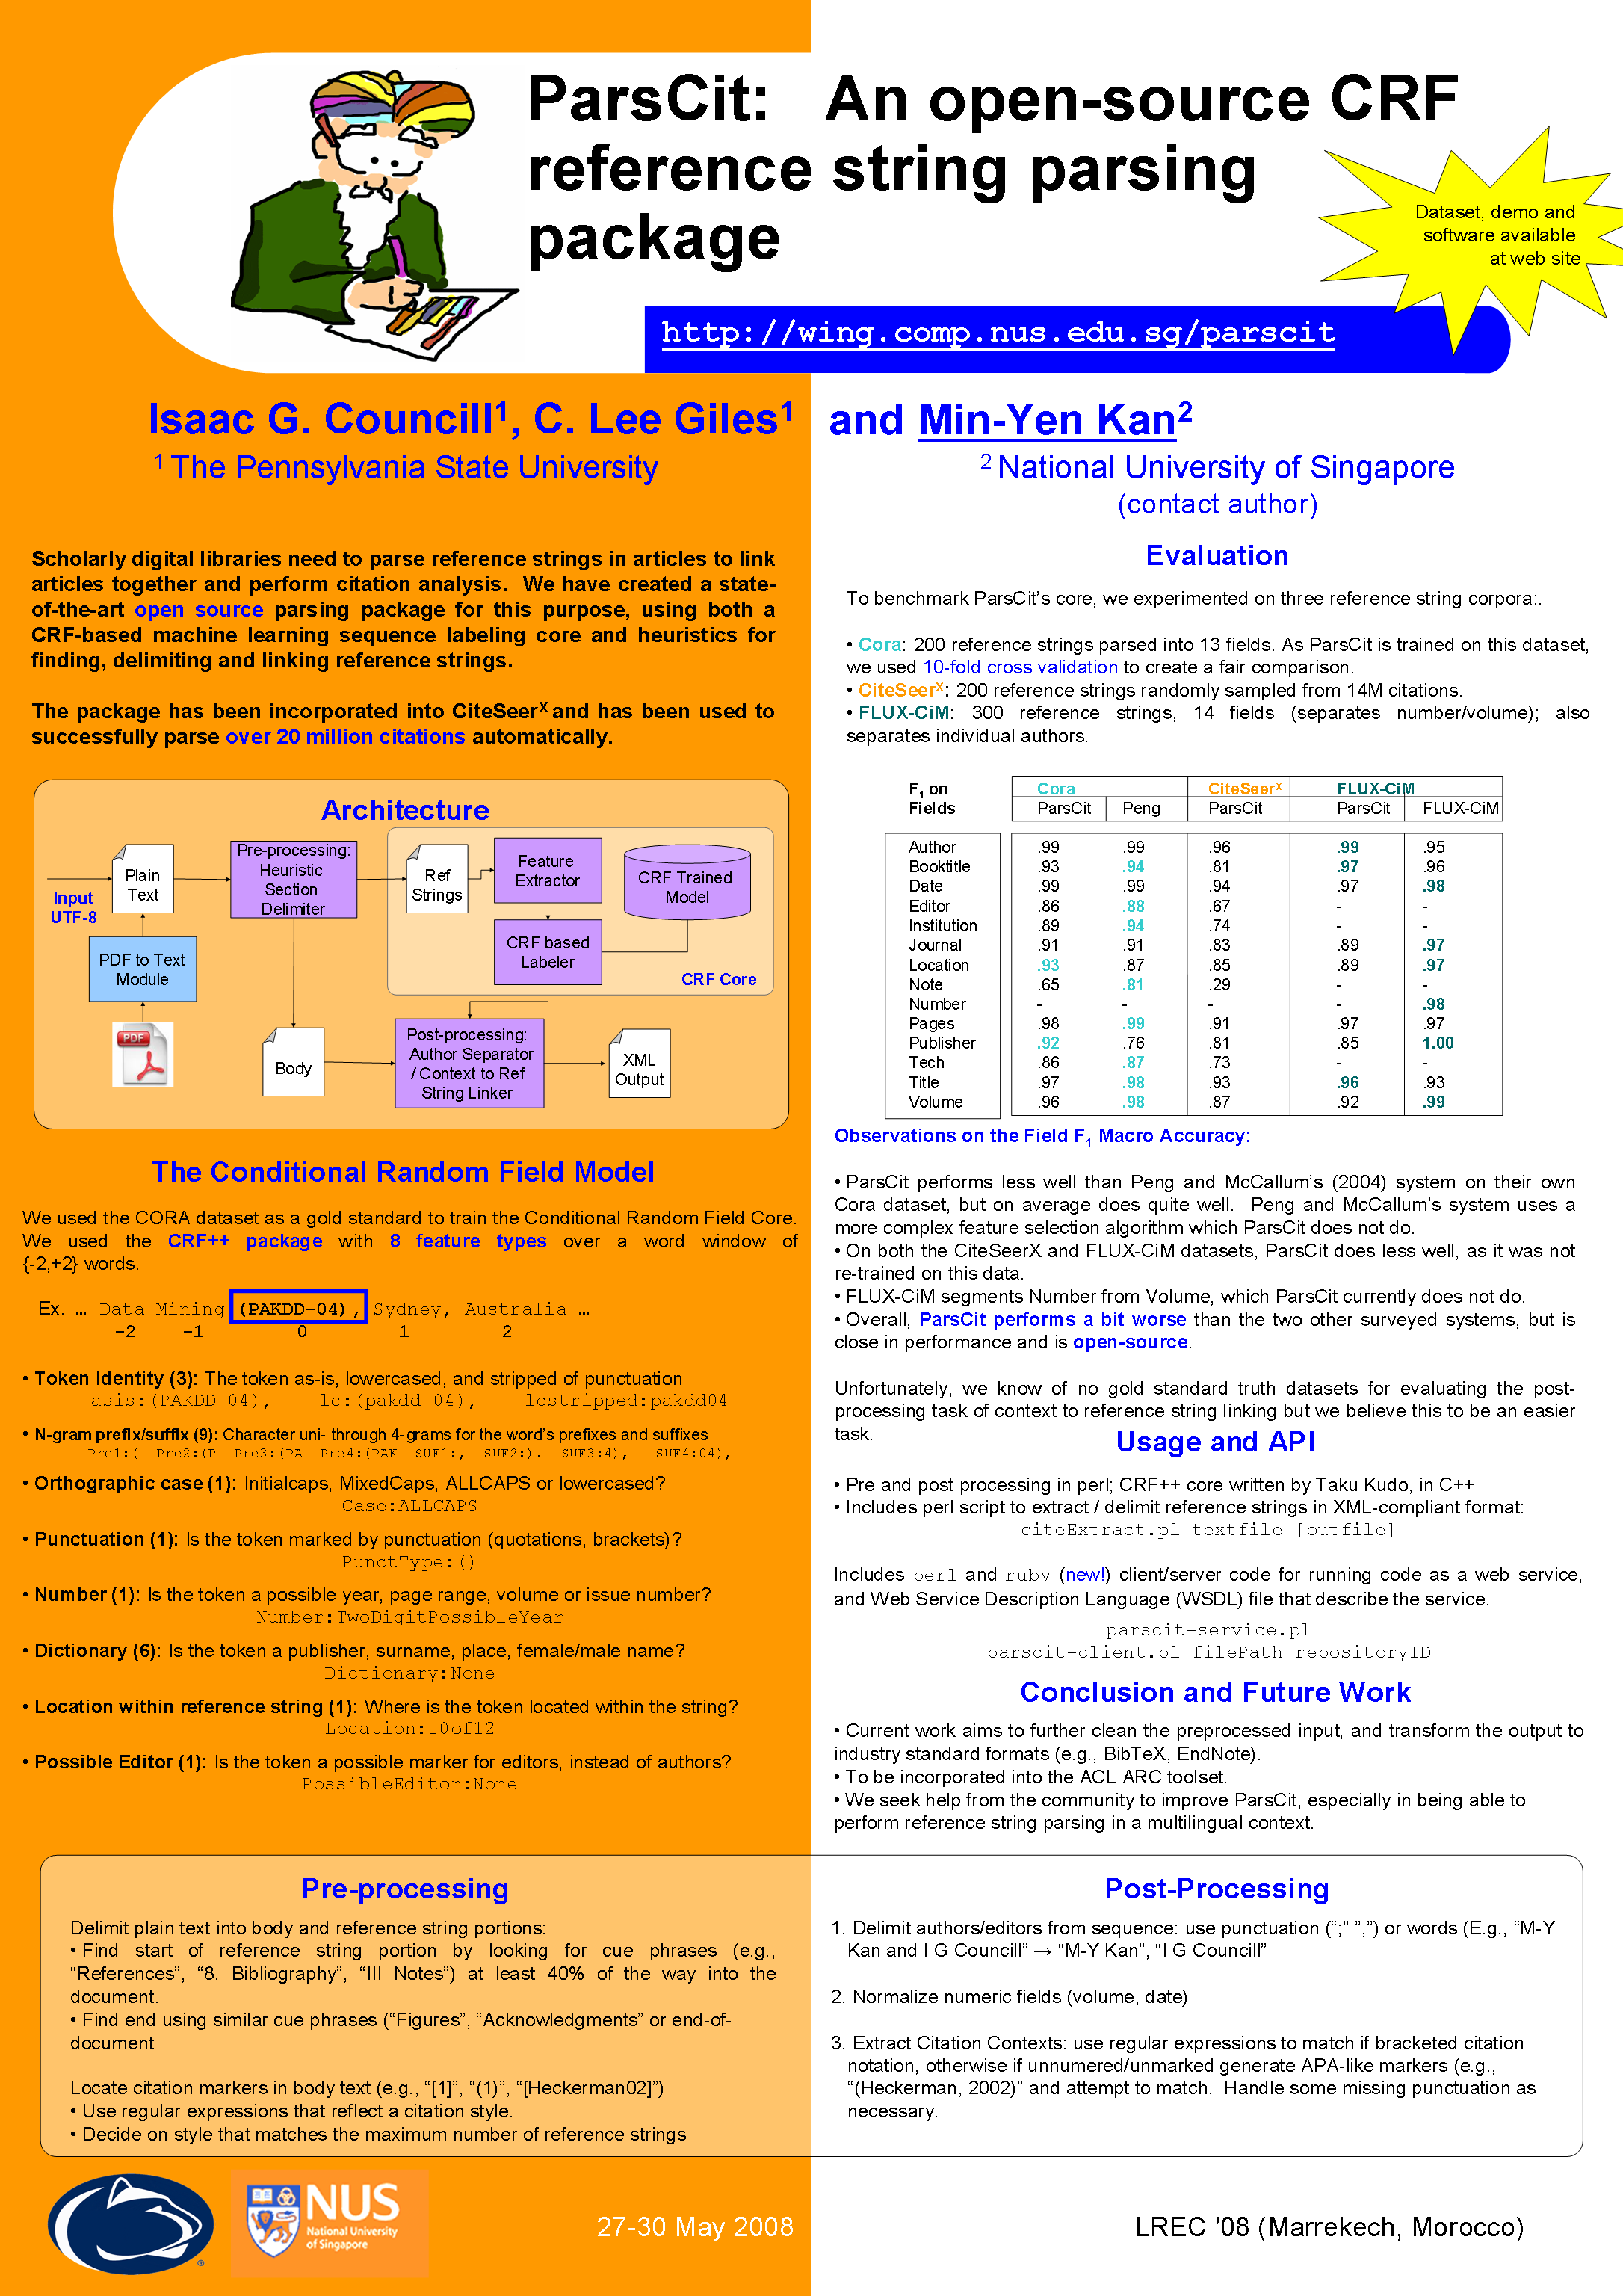 ParsCit: An open-source CRF
reference string parsing
package
Dataset, demo and
software available
at web site
http://wing.comp.nus.edu.sg/parscit
Isaac G. Councill1, C. Lee Giles1 and Min-Yen Kan2
1 The Pennsylvania State University
2 National University of Singapore
(contact author)
Scholarly digital libraries need to parse reference strings in articles to link
articles together and perform citation analysis. We have created a state-
of-the-art open source parsing package for this purpose, using both a
CRF-based machine learning sequence labeling core and heuristics for
finding, delimiting and linking reference strings.
The package has been incorporated into CiteSeerX and has been used to
successfully parse over 20 million citations automatically.
Architecture
Input
UTF-8
Plain
Text
Pre-processing:
Heuristic
Section
Delimiter
Ref
Strings
Feature
Extractor
CRF Trained
Model
CRF based
Labeler
CRF Core
PDF to Text
Module
PDF
Body
Post-processing:
Author Separator
/ Context to Ref
String Linker
XML
Output
The Conditional Random Field Model
We used the CORA dataset as a gold standard to train the Conditional Random Field Core.
We used the CRF++ package with 8 feature types over a word window of
{-2,+2} words.
Ex. … Data Mining (PAKDD-04), Sydney, Australia …
-2 -1 0 1 2
• Token Identity (3): The token as-is, lowercased, and stripped of punctuation
asis:(PAKDD-04), lc:(pakdd-04), lcstripped:pakdd04
• N-gram prefix/suffix (9): Character uni- through 4-grams for the word's prefixes and suffixes
Pre1:( Pre2:(P Pre3:(PA Pre4:(PAK SUF1:, SUF2:). SUF3:4), SUF4:04),
• Orthographic case (1): Initialcaps, MixedCaps, ALLCAPS or lowercased?
Case:ALLCAPS
• Punctuation (1): Is the token marked by punctuation (quotations, brackets)?
PunctType:()
• Number (1): Is the token a possible year, page range, volume or issue number?
Number:TwoDigitPossibleYear
• Dictionary (6): Is the token a publisher, surname, place, female/male name?
Dictionary:None
• Location within reference string (1): Where is the token located within the string?
Location:10of12
• Possible Editor (1): Is the token a possible marker for editors, instead of authors?
PossibleEditor:None
Evaluation
To benchmark ParsCit's core, we experimented on three reference string corpora:.
• Cora: 200 reference strings parsed into 13 fields. As ParsCit is trained on this dataset,
we used 10-fold cross validation to create a fair comparison.
• CiteSeerX: 200 reference strings randomly sampled from 14M citations.
• FLUX-CiM: 300 reference strings, 14 fields (separates number/volume); also
separates individual authors.
F1 on Cora CiteSeerX FLUX-CiM
Fields ParsCit Peng ParsCit ParsCit FLUX-CiM
Author .99 .99 .96 .99 .95
Booktitle .93 .94 .81 .97 .96
Date .99 .99 .94 .97 .98
Editor .86 .88 .67 - -
Institution .89 .94 .74 - -
Journal .91 .91 .83 .89 .97
Location .93 .87 .85 .89 .97
Note .65 .81 .29 - -
Number - - - - .98
Pages .98 .99 .91 .97 .97
Publisher .92 .76 .81 .85 1.00
Tech .86 .87 .73 - -
Title .97 .98 .93 .96 .93
Volume .96 .98 .87 .92 .99
Observations on the Field F1 Macro Accuracy:
• ParsCit performs less well than Peng and McCallum's (2004) system on their own
Cora dataset, but on average does quite well. Peng and McCallum's system uses a
more complex feature selection algorithm which ParsCit does not do.
• On both the CiteSeerX and FLUX-CiM datasets, ParsCit does less well, as it was not
re-trained on this data.
• FLUX-CiM segments Number from Volume, which ParsCit currently does not do.
• Overall, ParsCit performs a bit worse than the two other surveyed systems, but is
close in performance and is open-source.
Unfortunately, we know of no gold standard truth datasets for evaluating the post-
processing task of context to reference string linking but we believe this to be an easier
task.
Usage and API
• Pre and post processing in perl; CRF++ core written by Taku Kudo, in C++
• Includes perl script to extract / delimit reference strings in XML-compliant format:
citeExtract.pl textfile [outfile]
Includes perl and ruby (new!) client/server code for running code as a web service,
and Web Service Description Language (WSDL) file that describe the service.
parscit-service.pl
parscit-client.pl filePath repositoryID
Conclusion and Future Work
• Current work aims to further clean the preprocessed input, and transform the output to
industry standard formats (e.g., BibTeX, EndNote).
• To be incorporated into the ACL ARC toolset.
• We seek help from the community to improve ParsCit, especially in being able to
perform reference string parsing in a multilingual context.
Pre-processing
Delimit plain text into body and reference string portions:
• Find start of reference string portion by looking for cue phrases (e.g.,
“References”, “8. Bibliography”, “III Notes”) at least 40% of the way into the
document.
• Find end using similar cue phrases (“Figures”, “Acknowledgments” or end-of-
document
Locate citation markers in body text (e.g., “[1]”, “(1)”, “[Heckerman02]”)
• Use regular expressions that reflect a citation style.
• Decide on style that matches the maximum number of reference strings
Post-Processing
1. Delimit authors/editors from sequence: use punctuation (“;” ”,”) or words (E.g., “M-Y
Kan and I G Councill” → “M-Y Kan”, “I G Councill”
2. Normalize numeric fields (volume, date)
3. Extract Citation Contexts: use regular expressions to match if bracketed citation
notation, otherwise if unnumered/unmarked generate APA-like markers (e.g.,
“(Heckerman, 2002)” and attempt to match. Handle some missing punctuation as
necessary.
®
NUS
National University
of Singapore
27-30 May 2008
LREC '08 (Marrekech, Morocco)